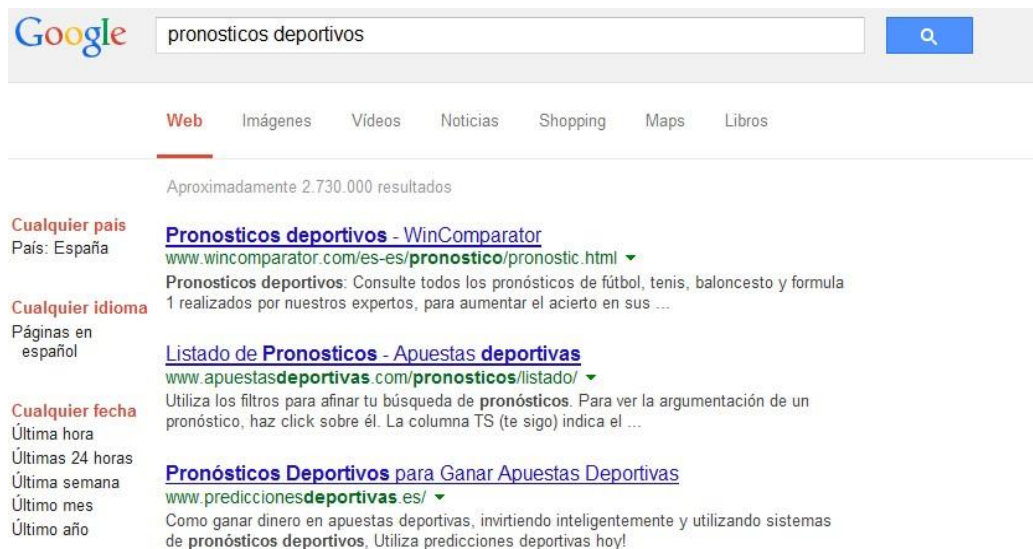 Google pronosticos deportivos
Web Imágenes Vídeos Noticias Shopping Maps Libros
Aproximadamente 2.730.000 resultados
Cualquier pais
País: España
Cualquier idioma
Páginas en
español
Cualquier fecha
Última hora
Últimas 24 horas
Última semana
Último mes
Último año
Pronosticos deportivos - WinComparator
www.wincomparator.com/es-es/pronostico/pronostic.html
Pronosticos deportivos: Consulte todos los pronósticos de fútbol, tenis, baloncesto y formula
1 realizados por nuestros expertos, para aumentar el acierto en sus ...
Listado de Pronosticos - Apuestas deportivas
www.apuestasdeportivas.com/pronosticos/listado/
Utiliza los filtros para afinar tu búsqueda de pronósticos. Para ver la argumentación de un
pronóstico, haz click sobre él. La columna TS (te sigo) indica el ...
Pronósticos Deportivos para Ganar Apuestas Deportivas
www.prediccionesdeportivas.es/
Como ganar dinero en apuestas deportivas, invirtiendo inteligentemente y utilizando sistemas
de pronósticos deportivos, Utiliza predicciones deportivas hoy!